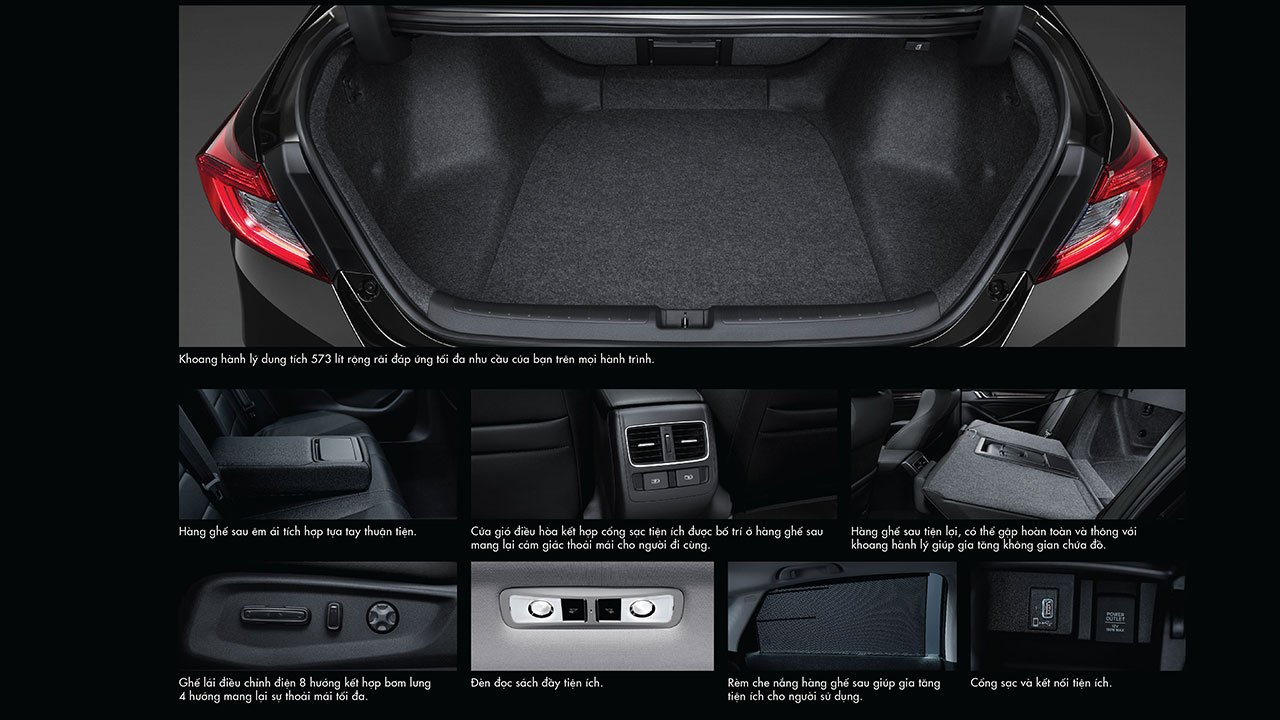 Khoang hành lý dung tích 573 lít rộng rãi đáp ứng tối đa nhu cầu của bạn trên mọi hành trình.
Hàng ghế sau êm ái tích hợp tựa tay thuận tiện.
Cửa gió điều hòa kết hợp cổng sạc tiện ích được bố trí ở hàng ghế sau
mang lại cảm giác thoải mái cho người đi cùng.
Hàng ghế sau tiện lợi, có thể gập hoàn toàn và thông với
khoang hành lý giúp gia tăng không gian chứa đồ.
Ghế lái điều chỉnh điện 8 hướng kết hợp bơm lưng
4 hướng mang lại sự thoải mái tối đa.
Đèn đọc sách đầy tiện ích.
Rèm che nắng hàng ghế sau giúp gia tăng
tiện ích cho người sử dụng.
POWER
OUTLET
12V
180W MAX
Cổng sạc và kết nối tiện ích.